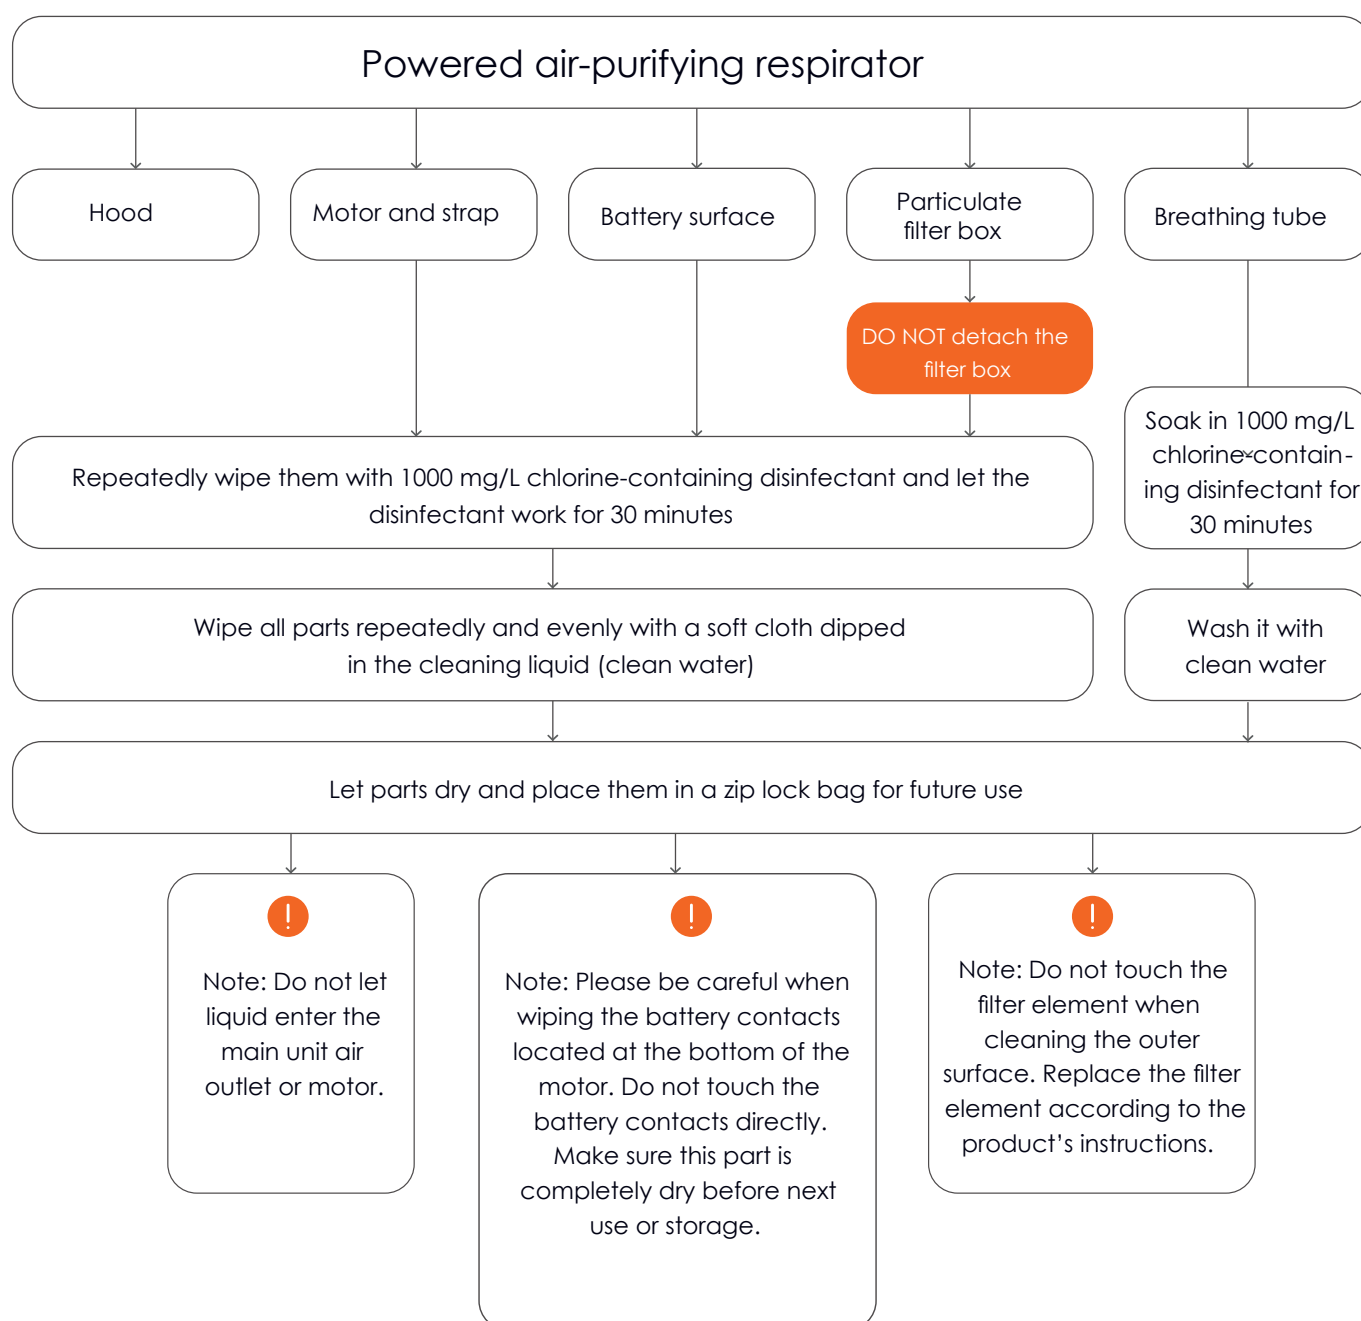 Powered air-purifying respirator
Hood
Motor and strap
Battery surface
Particulate
filter box
Breathing tube
DO NOT detach the
filter box
Repeatedly wipe them with 1000 mg/L chlorine-containing disinfectant and let the
disinfectant work for 30 minutes
Soak in 1000 mg/L
chlorine-contain-
ing disinfectant for
30 minutes
Wipe all parts repeatedly and evenly with a soft cloth dipped
in the cleaning liquid (clean water)
Wash it with
clean water
Let parts dry and place them in a zip lock bag for future use
!
Note: Do not let
liquid enter the
main unit air
outlet or motor.
!
Note: Please be careful when
wiping the battery contacts
located at the bottom of the
motor. Do not touch the
battery contacts directly.
Make sure this part is
completely dry before next
use or storage.
!
Note: Do not touch the
filter element when
cleaning the outer
surface. Replace the filter
element according to the
product’s instructions.